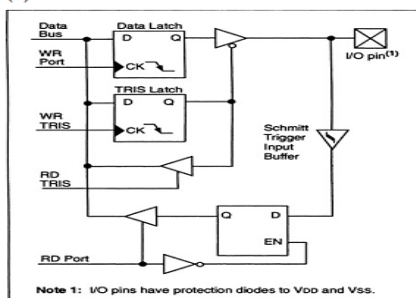 Data
Bus
Data Latch
D Q
WR
Port
CK
I/O pin(1)
TRIS Latch
D Q
WR
TRIS
CK
Schmitt
Trigger
Input
Buffer
RD
TRIS
Q D
EN
RD Port
Note 1: I/O pins have protection diodes to VDD and VSS.